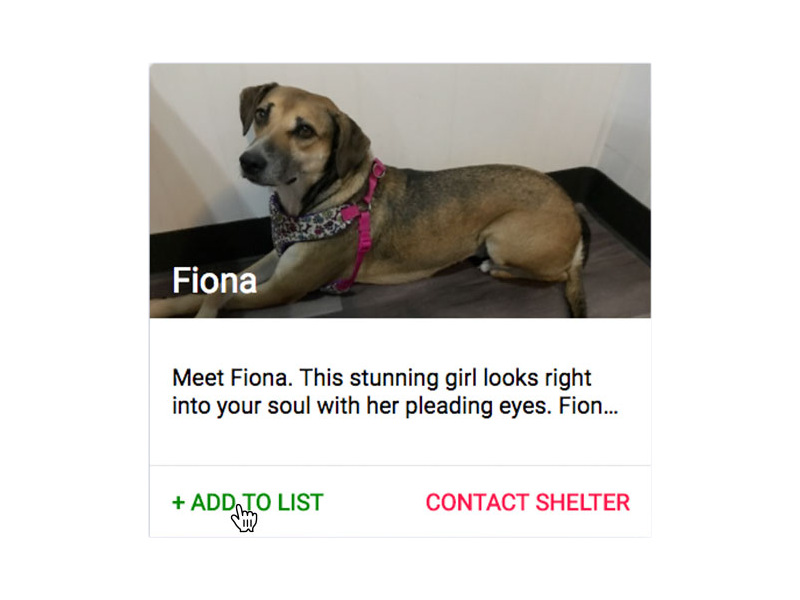 Fiona
Meet Fiona. This stunning girl looks right
into your soul with her pleading eyes. Fion...
+ ADD TO LIST
CONTACT SHELTER